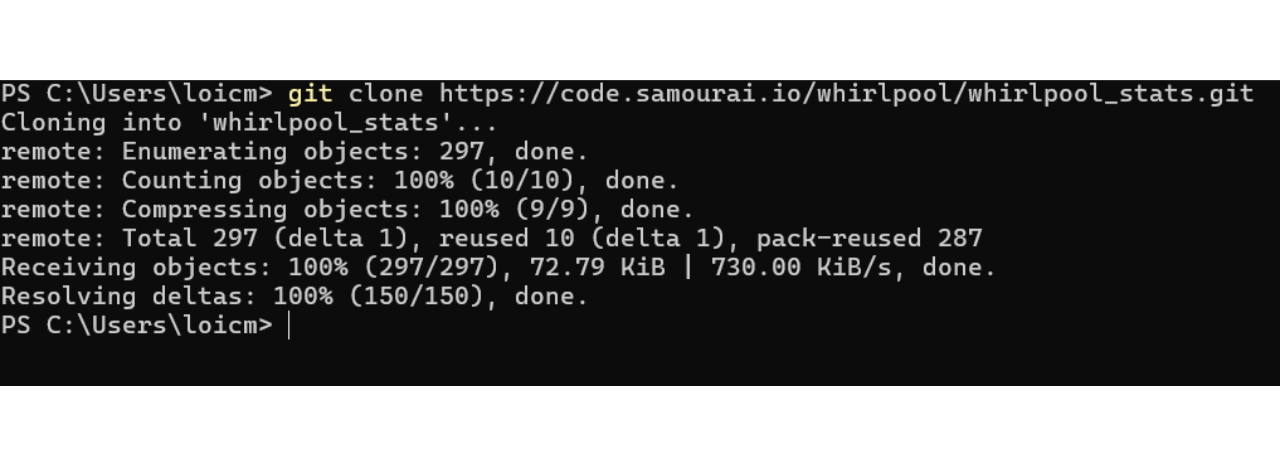 PS C:\Users\loicm> git clone https://code.samourai.io/whirlpool/whirlpool_stats.git
Cloning into 'whirlpool_stats'...
remote: Enumerating objects: 297, done.
remote: Counting objects: 100% (10/10), done.
remote: Compressing objects: 100% (9/9), done.
remote: Total 297 (delta 1), reused 10 (delta 1), pack-reused 287
Receiving objects: 100% (297/297), 72.79 KiB | 730.00 KiB/s, done.
Resolving deltas: 100% (150/150), done.
PS C:\Users\loicm>